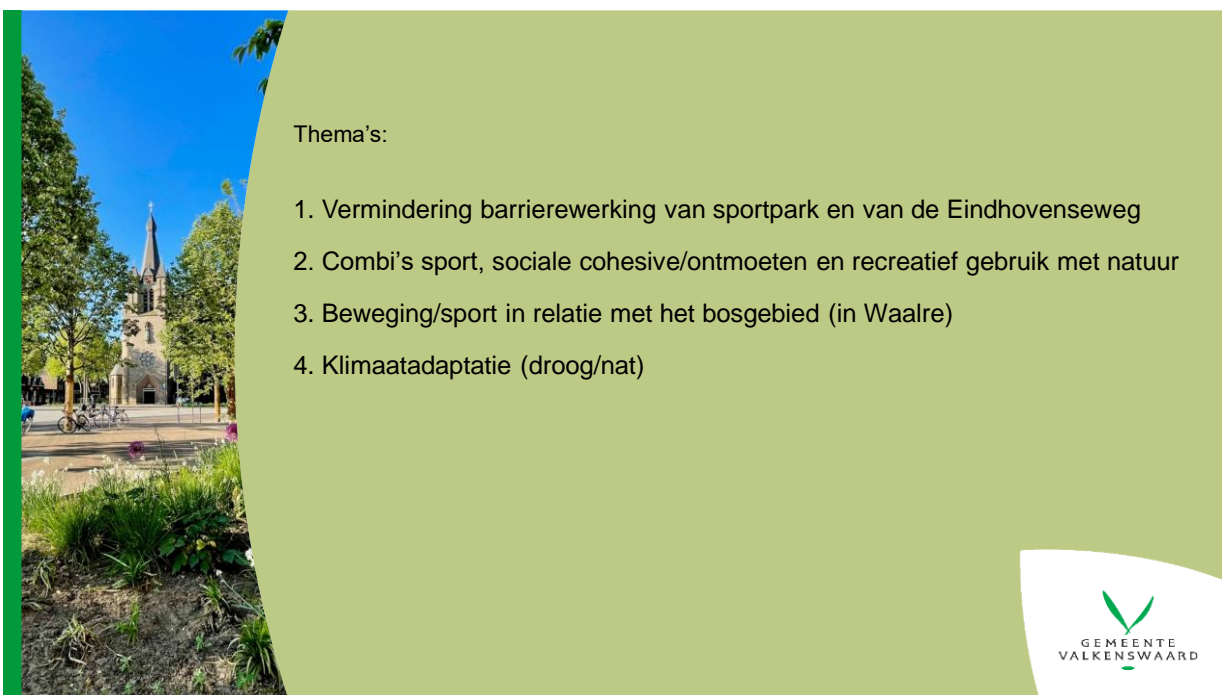 Thema’s:
1. Vermindering barrierewerking van sportpark en van de Eindhovenseweg
2. Combi’s sport, sociale cohesive/ontmoeten en recreatief gebruik met natuur
3. Beweging/sport in relatie met het bosgebied (in Waalre)
4. Klimaatadaptatie (droog/nat)
GEMEENTE
VALKENSWAARD